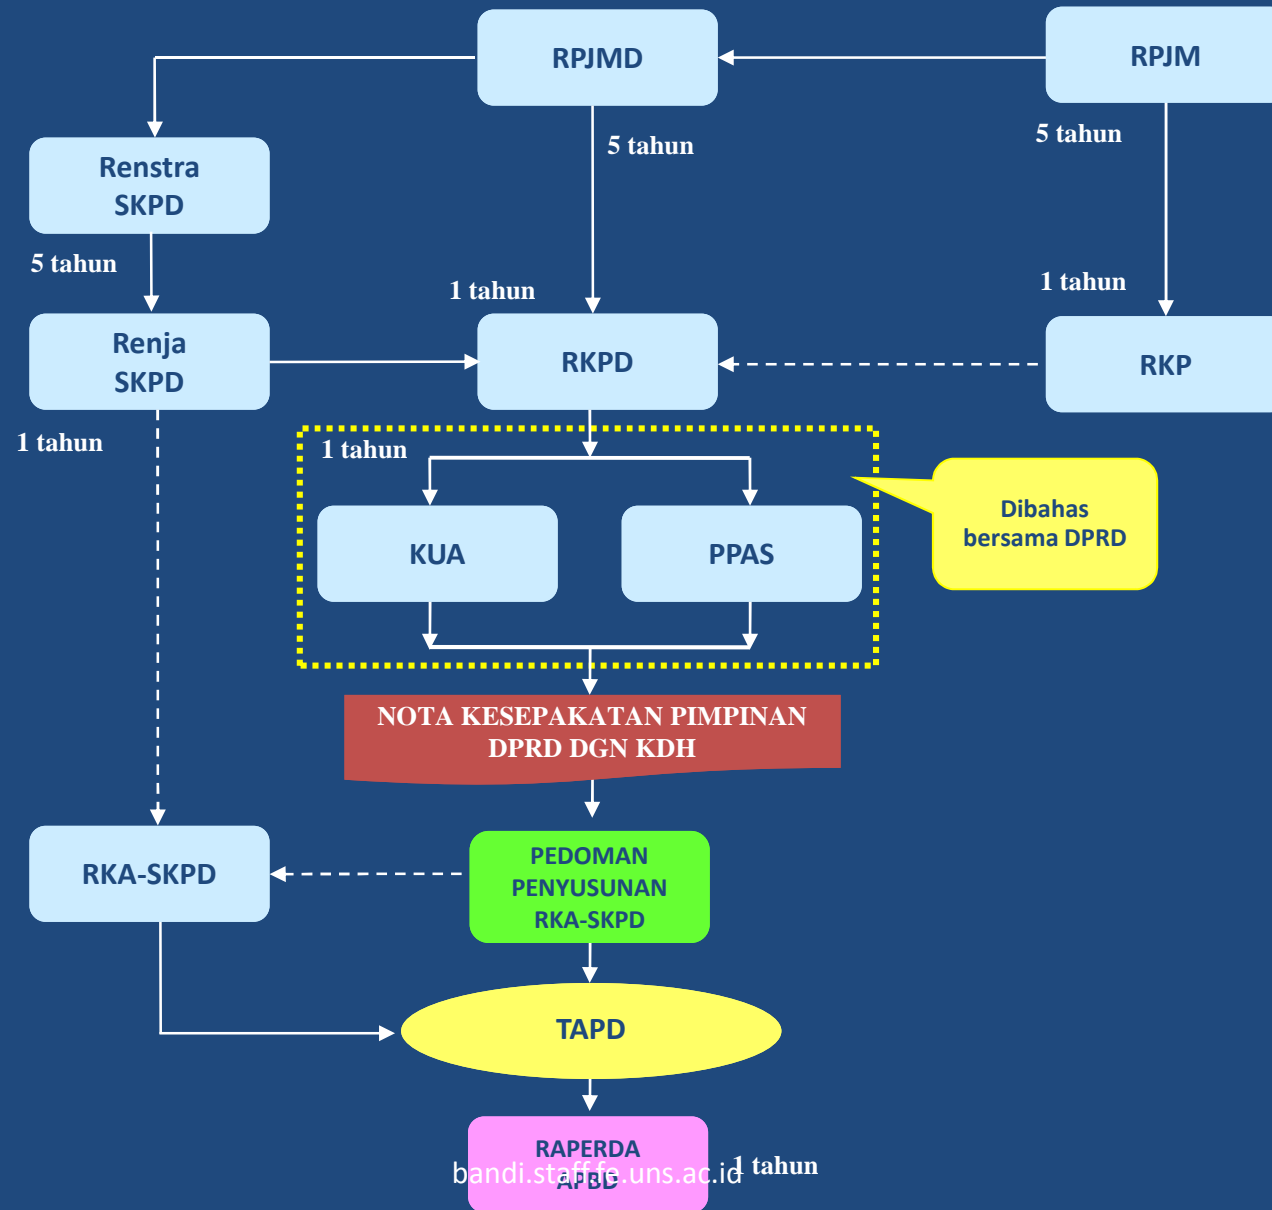 RPJMD
RPJM
5 tahun
5 tahun
Renstra
SKPD
5 tahun
1 tahun
1 tahun
Renja
SKPD
RKPD
RKP
1 tahun
1 tahun
KUA
PPAS
Dibahas
bersama DPRD
NOTA KESEPAKATAN PIMPINAN
DPRD DGN KDH
RKA-SKPD
PEDOMAN
PENYUSUNAN
RKA-SKPD
TAPD
RAPERDA
APBD
1 tahun
bandi.staff.fe.uns.ac.id